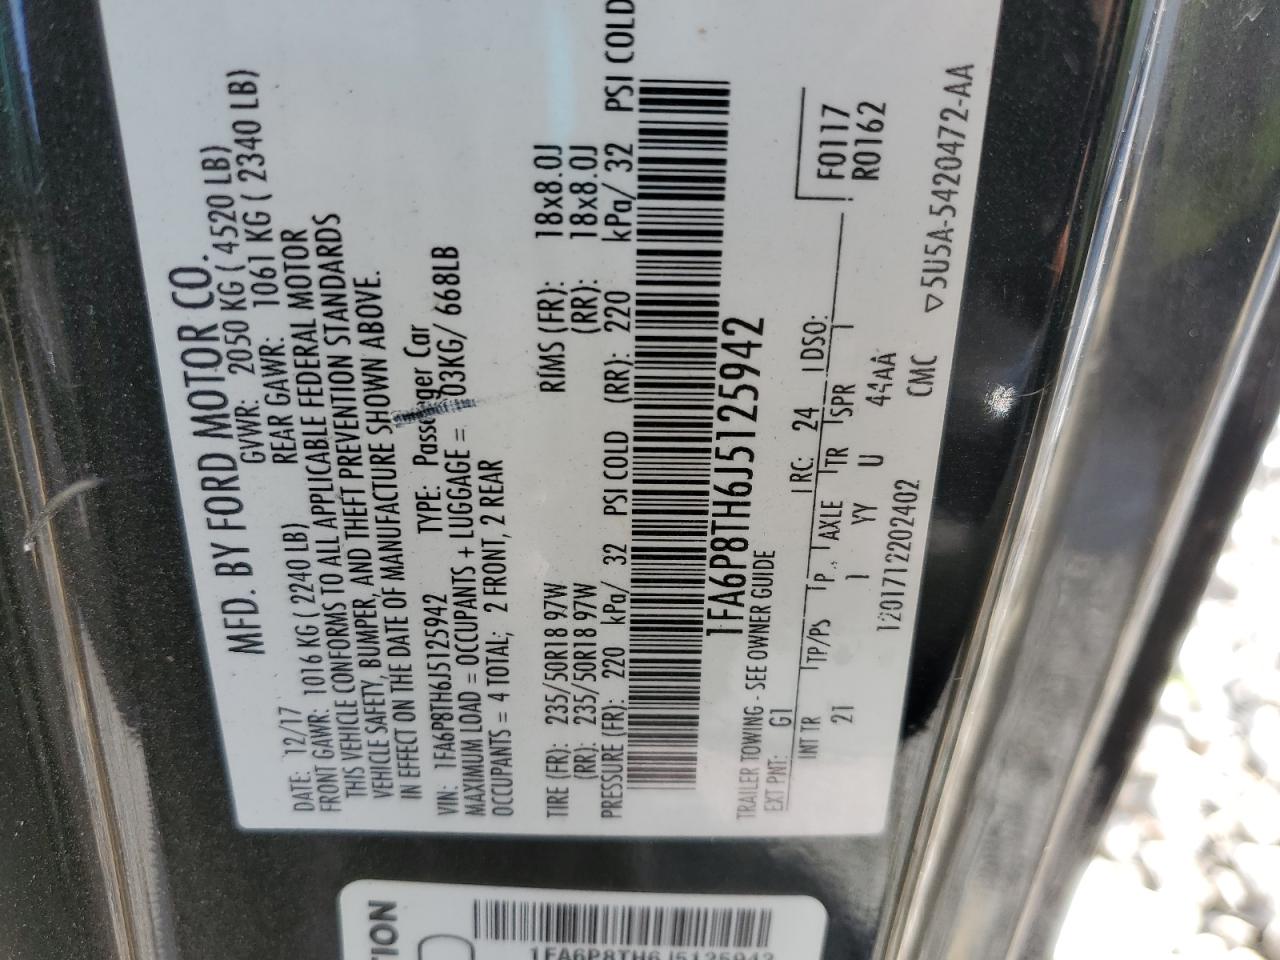 MFD. BY FORD MOTOR CO.
DATE: 12/17 GVWR: 2050 KG ( 4520 LB)
FRONT GAWR: 1016 KG ( 2240 LB) REAR GAWR: 1061 KG ( 2340 LB)
THIS VEHICLE CONFORMS TO ALL APPLICABLE FEDERAL MOTOR
VEHICLE SAFETY, BUMPER, AND THEFT PREVENTION STANDARDS
IN EFFECT ON THE DATE OF MANUFACTURE SHOWN ABOVE.
VIN: 1FA6P8TH6J5125942 TYPE: Passenger Car
MAXIMUM LOAD = OCCUPANTS + LUGGAGE = 03KG/ 668LB
OCCUPANTS = 4 TOTAL; 2 FRONT, 2 REAR
TIRE (FR): 235/50R18 97W RIMS (FR): 18x8.0J
(RR): 235/50R18 97W (RR): 18x8.0J
PRESSURE (FR): 220 kPa/ 32 PSI COLD (RR): 220 kPa/ 32 PSI COLD
1FA6P8TH6J5125942
TRAILER TOWING - SEE OWNER GUIDE
EXT PNT: G1 RC: 24 DSO:
F0117
R0162
INT TR TP/PS AXLE TR SPR
21 1 YY U 44AA
1201712202402 CMC
▽5U5A-5420472-AA
TION
1FA6P8TH6J5125942